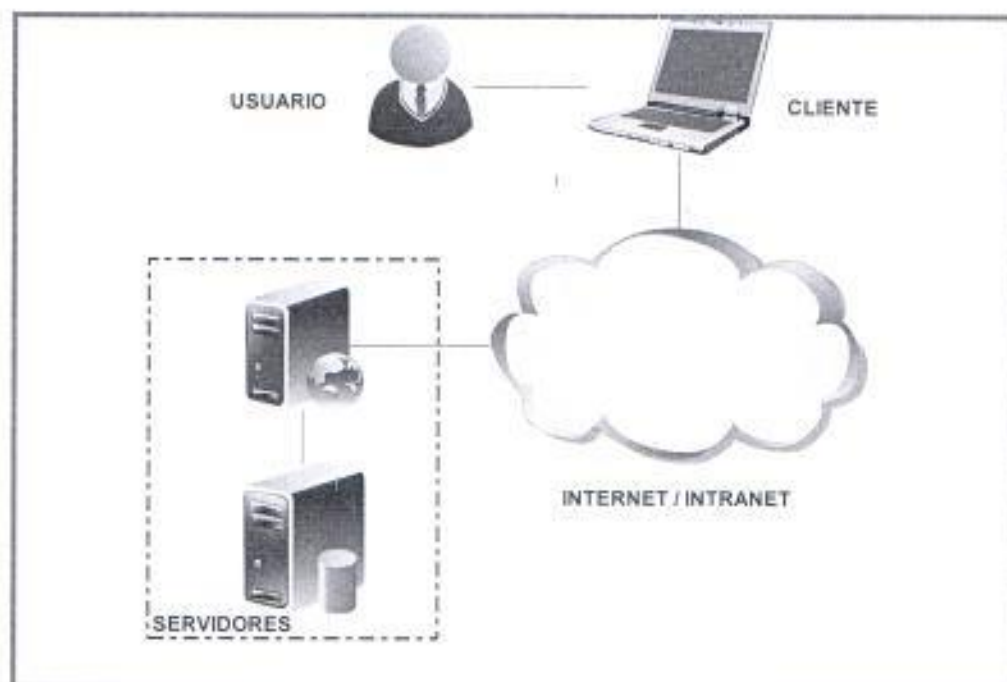 USUARIO
CLIENTE
INTERNET / INTRANET
SERVIDORES